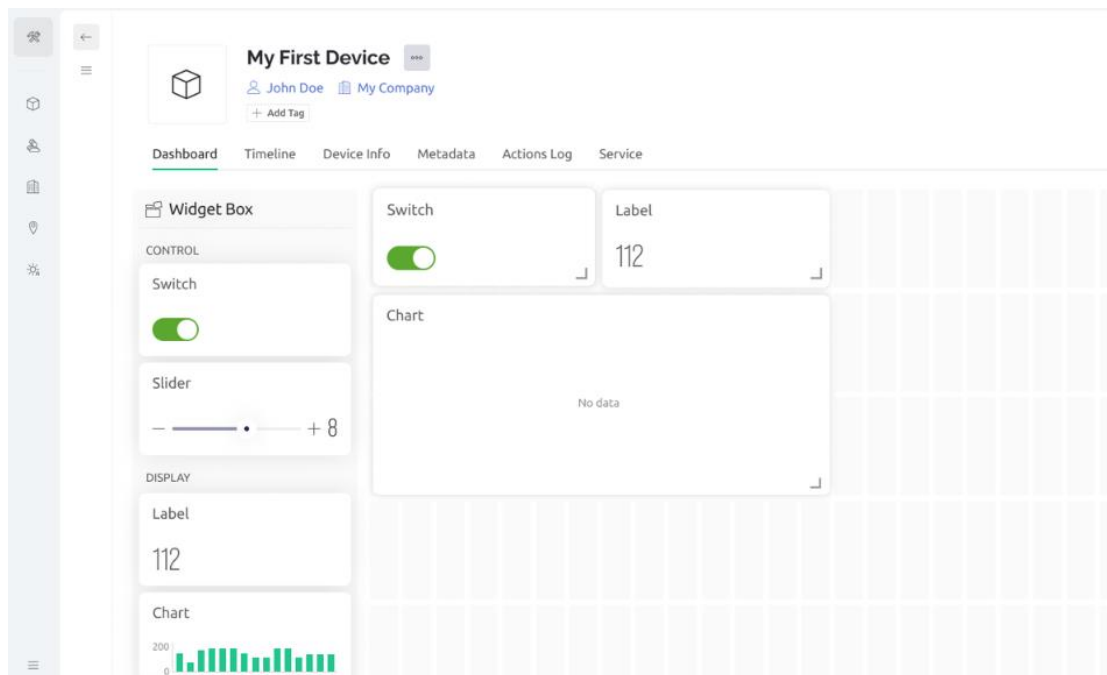 My First Device
John Doe My Company
+ Add Tag
Dashboard Timeline Device Info Metadata Actions Log Service
Widget Box
CONTROL
Switch
Slider
— + 8
DISPLAY
Label
112
Chart
200
0
Switch
Label
112
Chart
No data